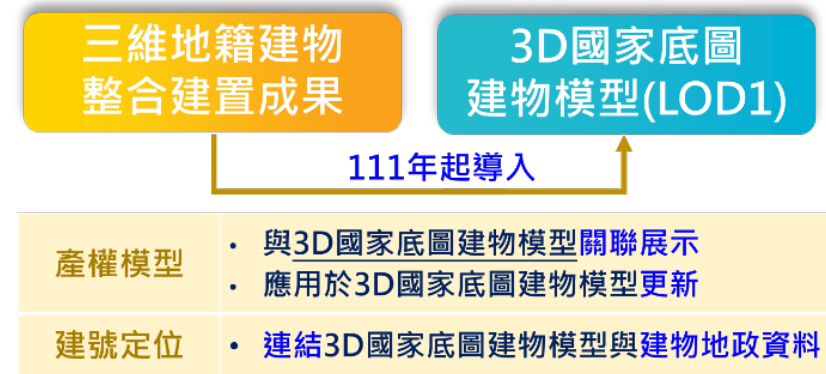 三維地籍建物
整合建置成果
3D國家底圖
建物模型(LOD1)
111年起導入
產權模型
• 與3D國家底圖建物模型關聯展示
• 應用於3D國家底圖建物模型更新
建號定位
• 連結3D國家底圖建物模型與建物地政資料